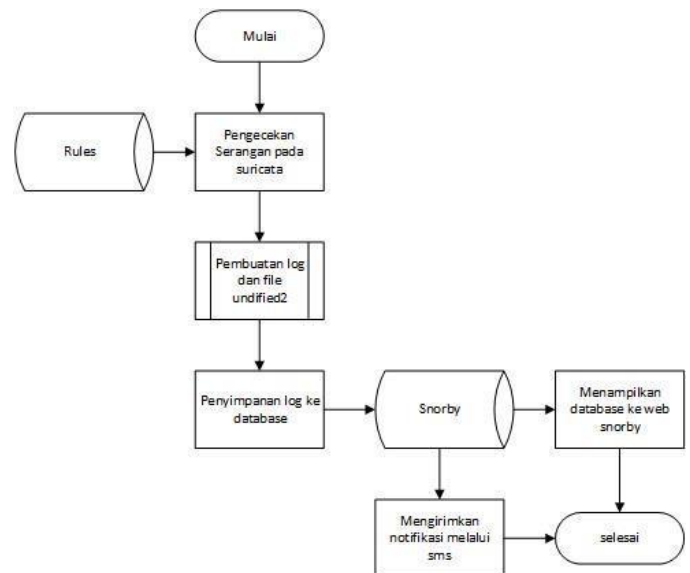 Mulai
Rules
Pengecekan
Serangan pada
suricata
Pembuatan log
dan file
undified2
Penyimpanan log ke
database
Snorby
Menampilkan
database ke web
snorby
Mengirimkan
notifikasi melalui
sms
selesai